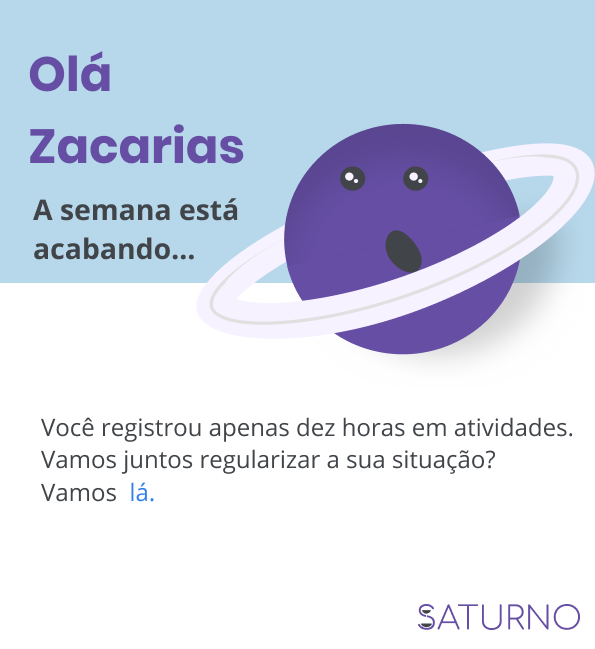 Olá
Zacarias
A semana está
acabando...
Você registrou apenas dez horas em atividades.
Vamos juntos regularizar a sua situação?
Vamos lá.
SATURNO